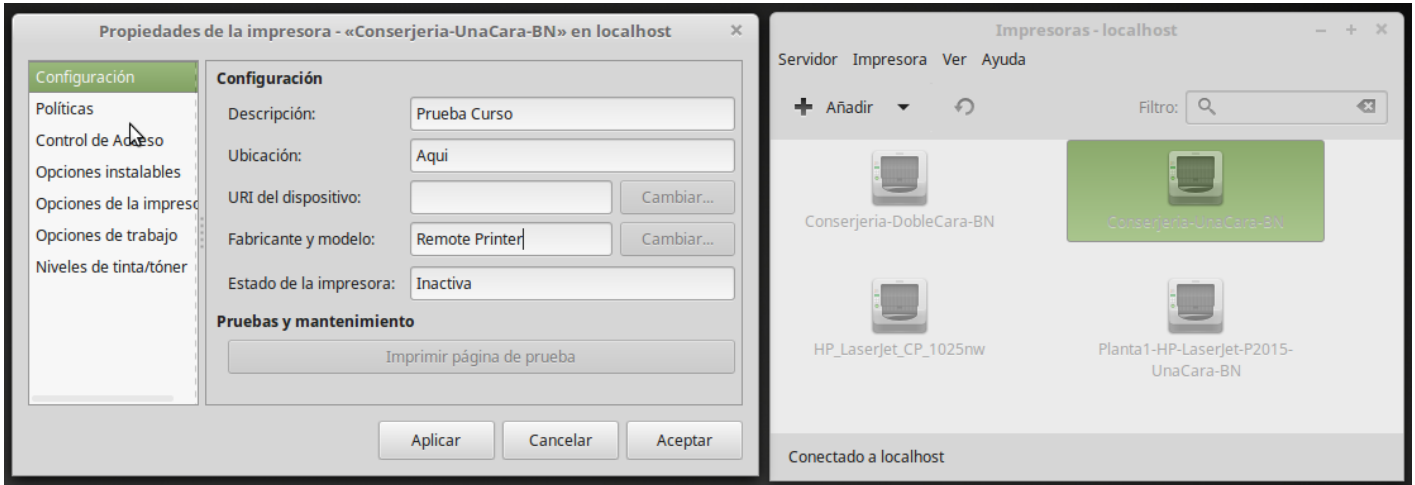 Propiedades de la impresora - «Conserjeria-UnaCara-BN» en localhost
Configuración
Políticas
Control de Acceso
Opciones instalables
Opciones de la impreso
Opciones de trabajo
Niveles de tinta/tóner
Configuración
Descripción: Prueba Curso
Ubicación: Aqui
URI del dispositivo: Cambiar...
Fabricante y modelo: Remote Printer Cambiar...
Estado de la impresora: Inactiva
Pruebas y mantenimiento
Imprimir página de prueba
Aplicar Cancelar Aceptar
Impresoras - localhost
Servidor Impresora Ver Ayuda
Añadir Filtro:
Conserjeria-DobleCara-BN Conserjeria-UnaCara-BN
HP_LaserJet_CP_1025nw Planta1-HP-LaserJet-P2015-
UnaCara-BN
Conectado a localhost